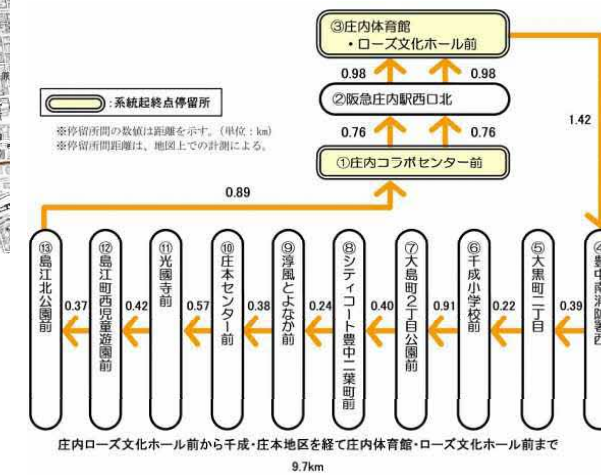 ③庄内体育館
・ローズ文化ホール前
0.98
0.98
②阪急庄内駅西口北
0.76
0.76
①庄内コラボセンター前
：系統起終点停留所
※停留所間の数値は距離を示す。（単位：km）
※停留所間距離は、地図上での計測による。
1.42
0.89
⑬島江北公園前
0.37
⑫島江町西児童遊園前
0.42
⑪光國寺前
0.57
⑩庄本センター前
0.38
⑨淳風とよなか前
0.24
⑧シティコート豊中二葉町前
0.40
⑦大島町2丁目公園前
0.91
⑥千成小学校前
0.22
⑤大黒町二丁目
0.39
④豊中南消防署西
庄内ローズ文化ホール前から千成・庄本地区を経て庄内体育館・ローズ文化ホール前まで
9.7km